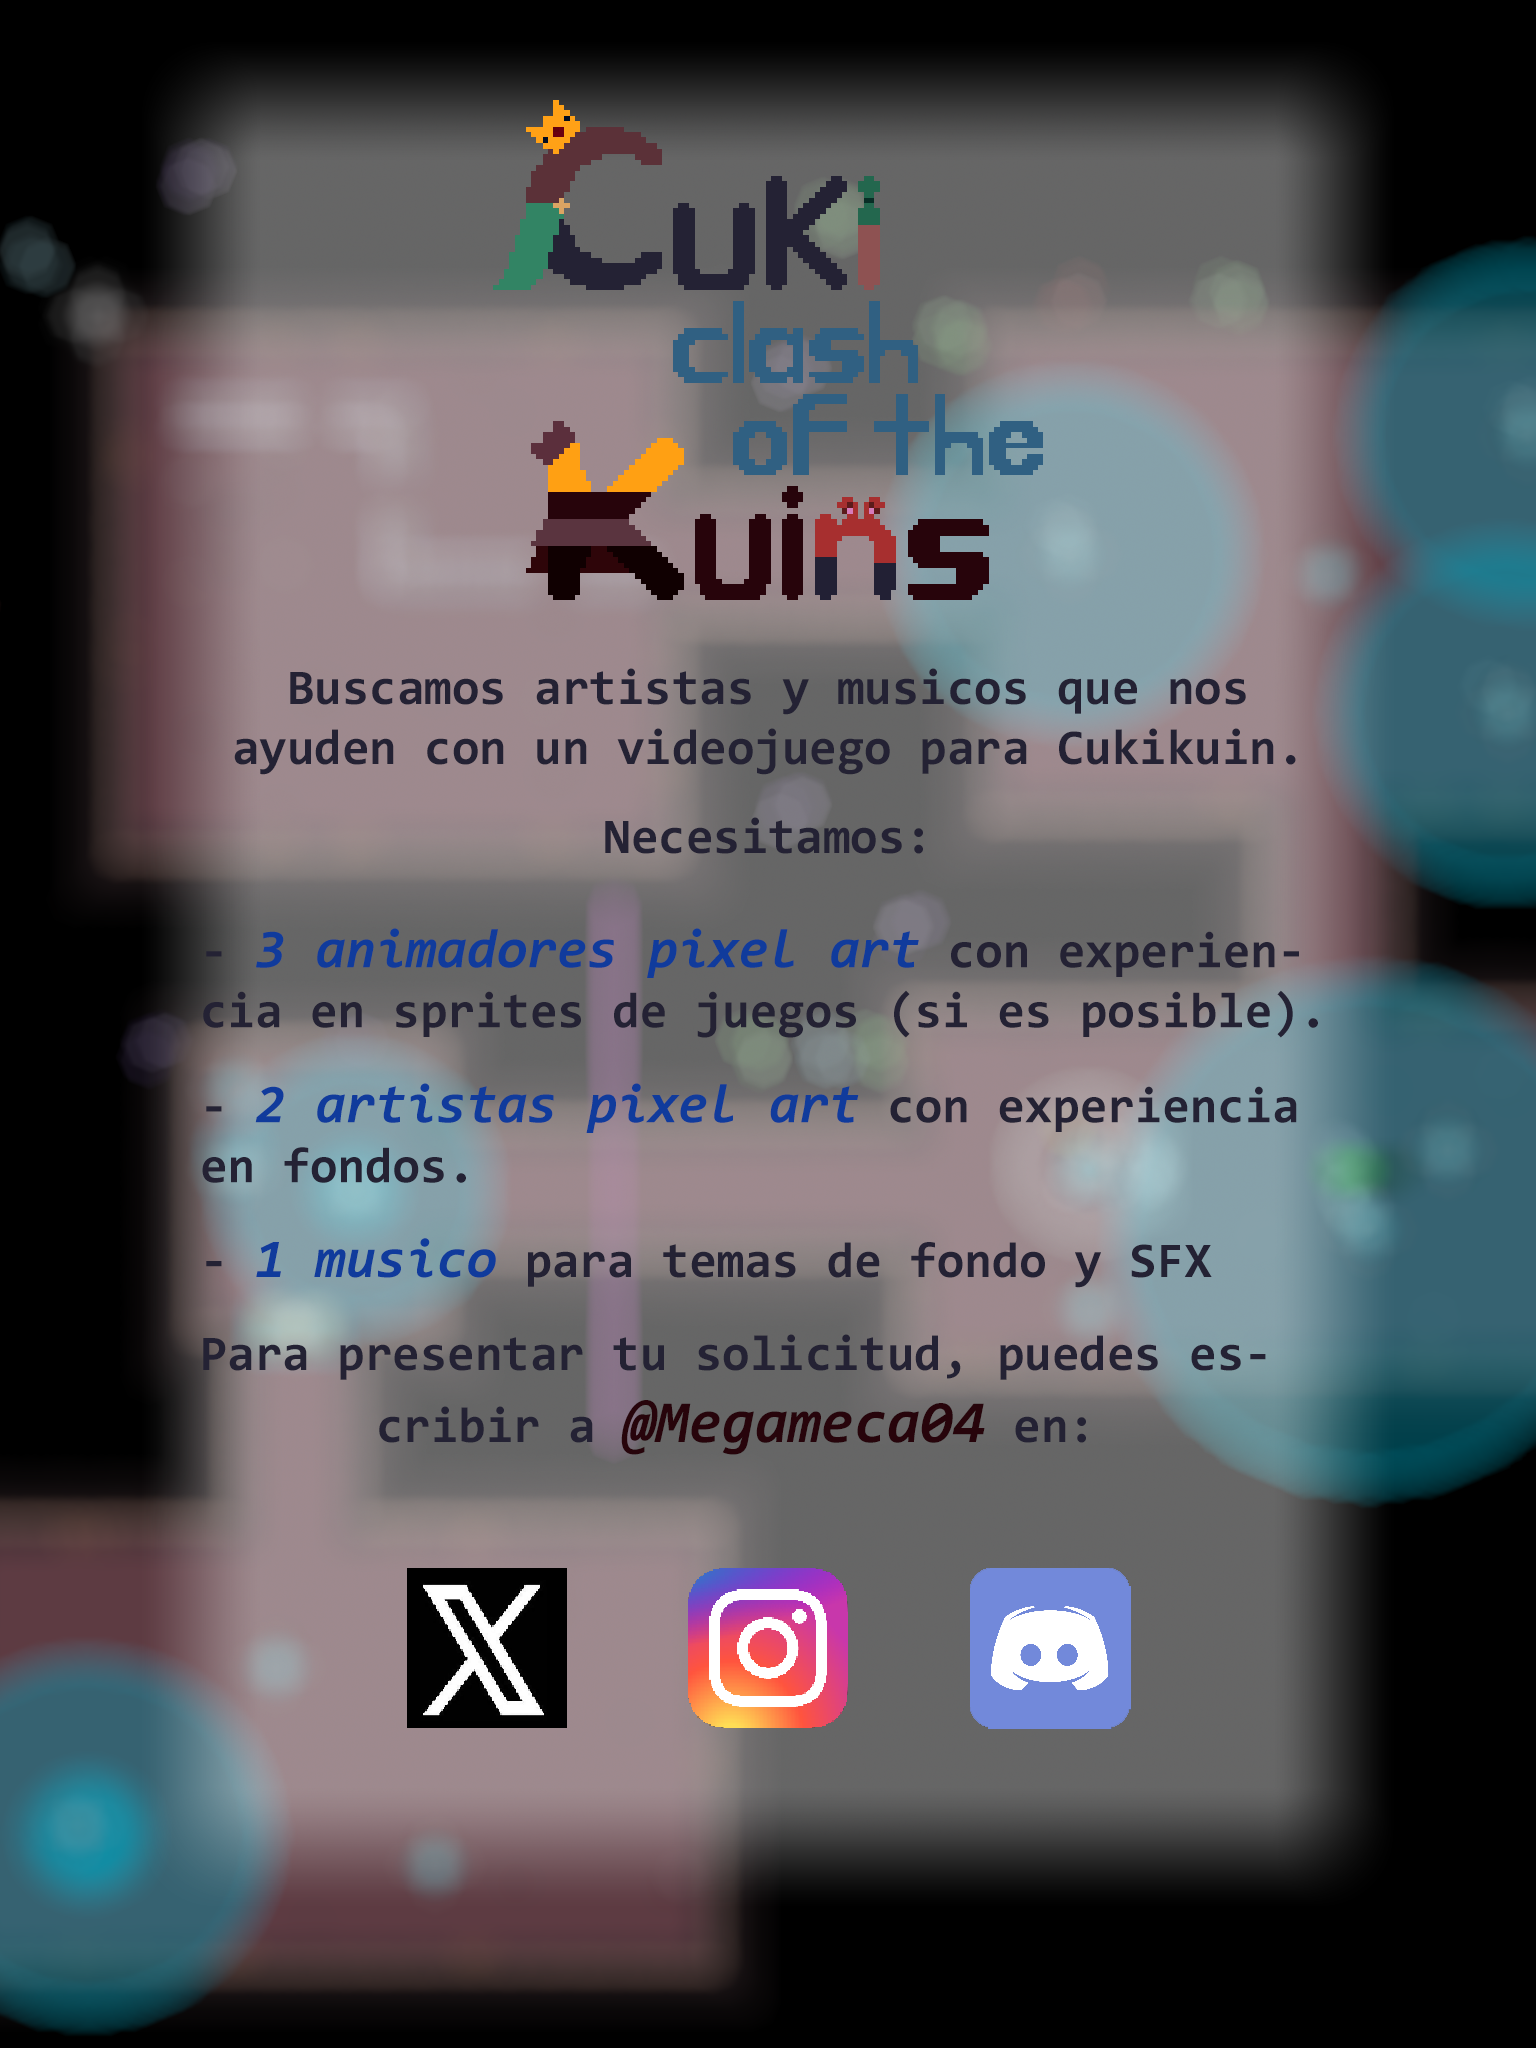 Cuki
clash
of the
Kuins
Buscamos artistas y musicos que nos
ayuden con un videojuego para Cukikuin.
Necesitamos:
- 3 animadores pixel art con experien-
cia en sprites de juegos (si es posible).
- 2 artistas pixel art con experiencia
en fondos.
- 1 musico para temas de fondo y SFX
Para presentar tu solicitud, puedes es-
cribir a @Megameca04 en: